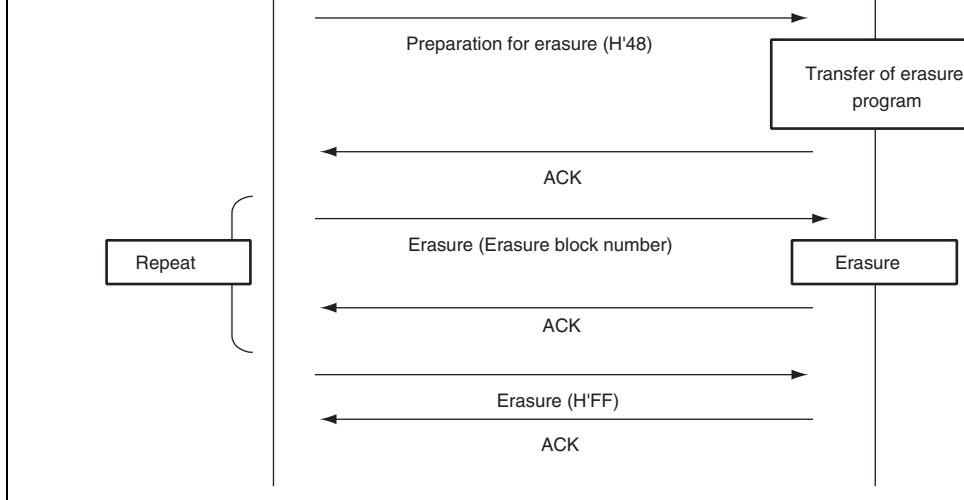 Preparation for erasure (H'48)
Transfer of erasure
program
ACK
Repeat
Erasure (Erasure block number)
Erasure
ACK
Erasure (H'FF)
ACK